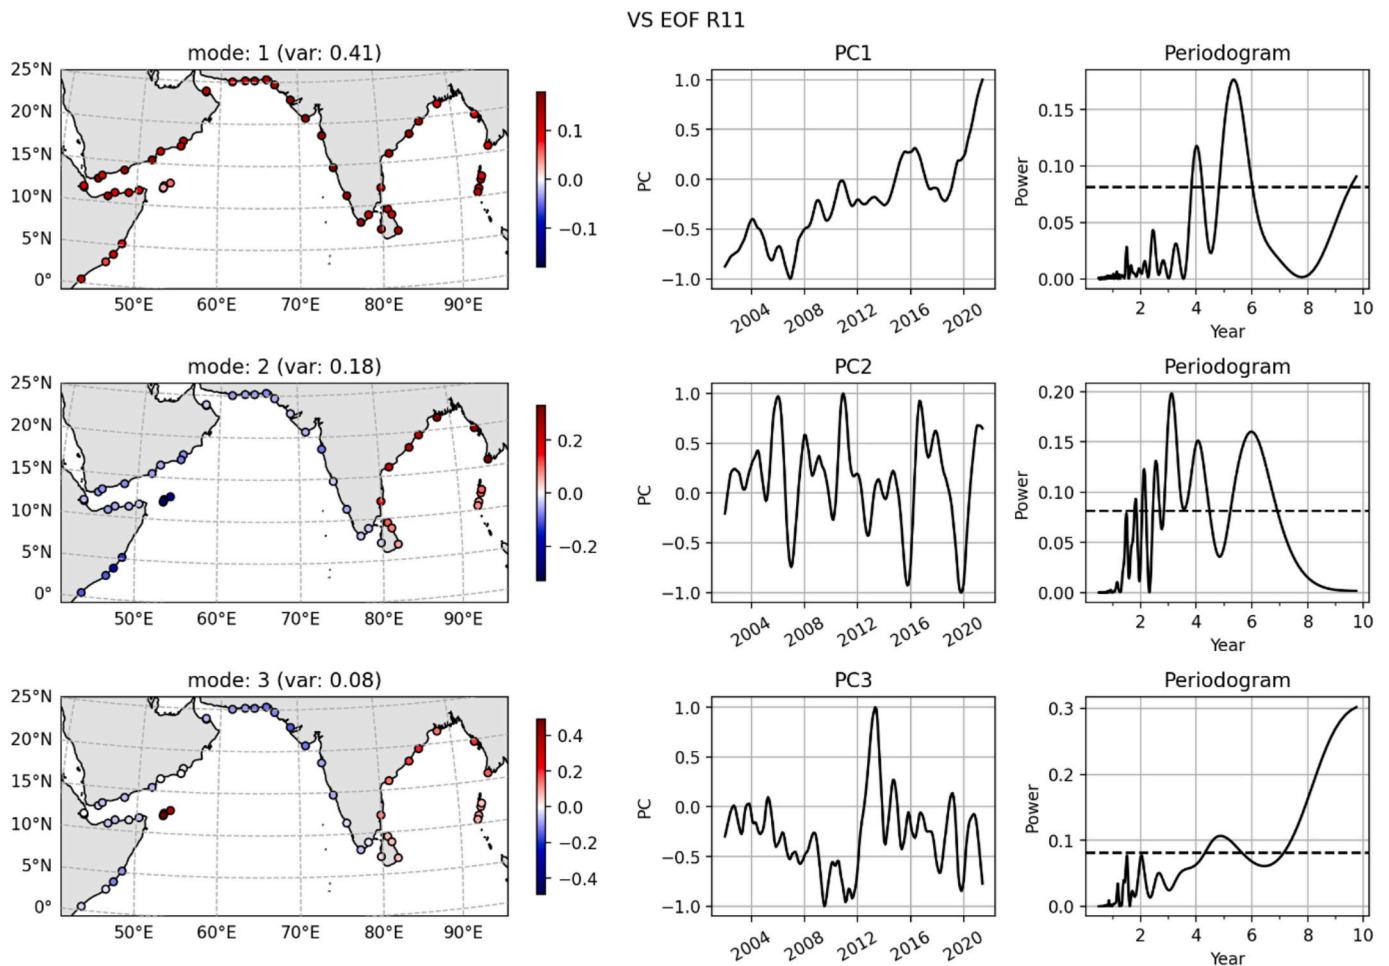 VS EOF R11
mode: 1 (var: 0.41)
25°N
20°N
15°N
10°N
5°N
0°
50°E 60°E 70°E 80°E 90°E
0.1
0.0
−0.1
PC1
PC
1.0
0.5
0.0
−0.5
−1.0
2004 2008 2012 2016 2020
Periodogram
Power
0.15
0.10
0.05
0.00
2 4 6 8 10
Year
mode: 2 (var: 0.18)
25°N
20°N
15°N
10°N
5°N
0°
50°E 60°E 70°E 80°E 90°E
0.2
0.0
−0.2
PC2
PC
1.0
0.5
0.0
−0.5
−1.0
2004 2008 2012 2016 2020
Periodogram
Power
0.20
0.15
0.10
0.05
0.00
2 4 6 8 10
Year
mode: 3 (var: 0.08)
25°N
20°N
15°N
10°N
5°N
0°
50°E 60°E 70°E 80°E 90°E
0.4
0.2
0.0
−0.2
−0.4
PC3
PC
1.0
0.5
0.0
−0.5
−1.0
2004 2008 2012 2016 2020
Periodogram
Power
0.3
0.2
0.1
0.0
2 4 6 8 10
Year